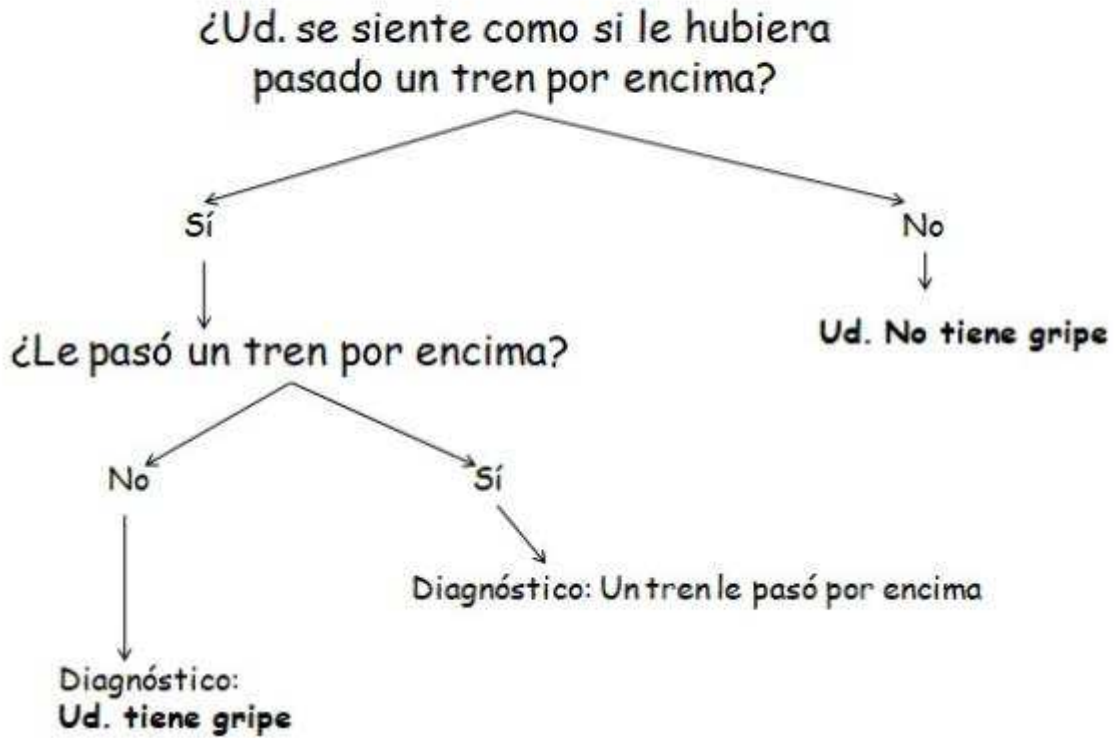 ¿Ud. se siente como si le hubiera
pasado un tren por encima?
Sí
No
Ud. No tiene gripe
¿Le pasó un tren por encima?
No
Sí
Diagnóstico: Un tren le pasó por encima
Diagnóstico:
Ud. tiene gripe